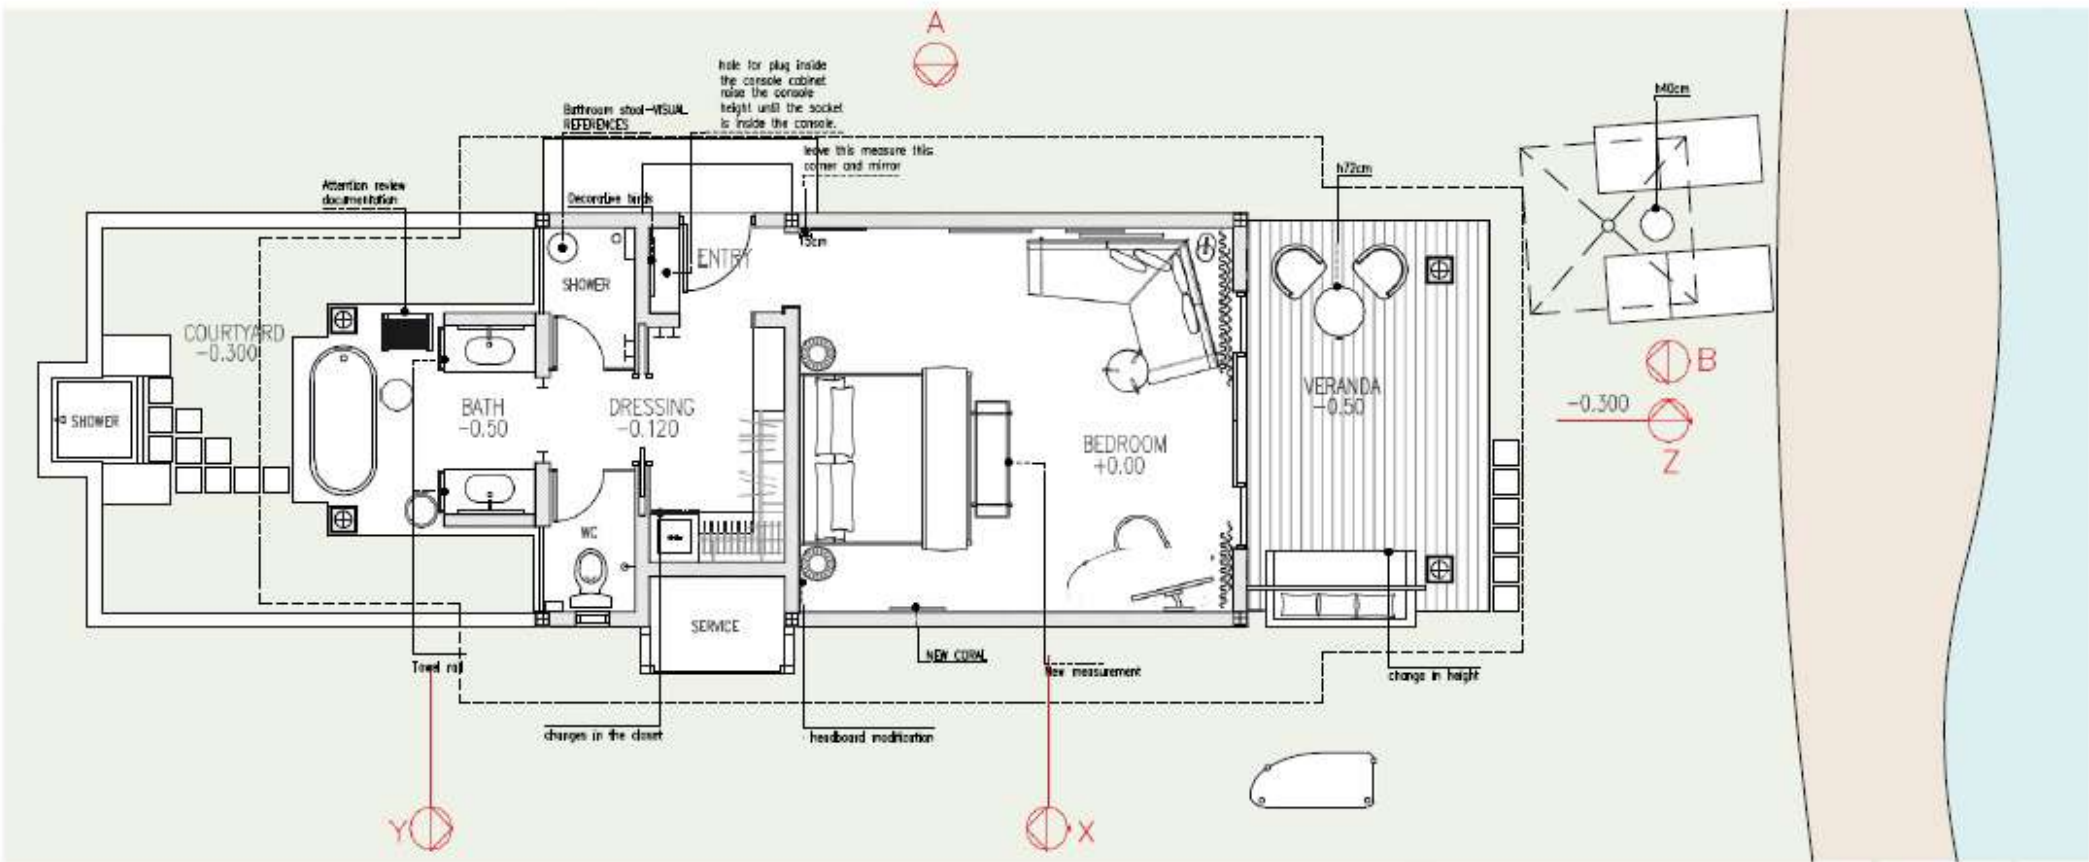 A
hole for plug inside
the console cabinet
raise the console
height until the socket
is inside the console.
h40cm
Bathroom stool-VISUAL
REFERENCES
leave this measure this
corner and mirror
h72cm
Attention review
documentation
Decorative birds
15cm
ENTRY
SHOWER
COURTYARD
-0.300
B
VERANDA
-0.50
-0.300
SHOWER
BATH
-0.50
DRESSING
-0.120
BEDROOM
+0.00
Z
WC
SERVICE
NEW CORAL
Towel rail
New measurement
change in height
changes in the closet
headboard modification
Y
X